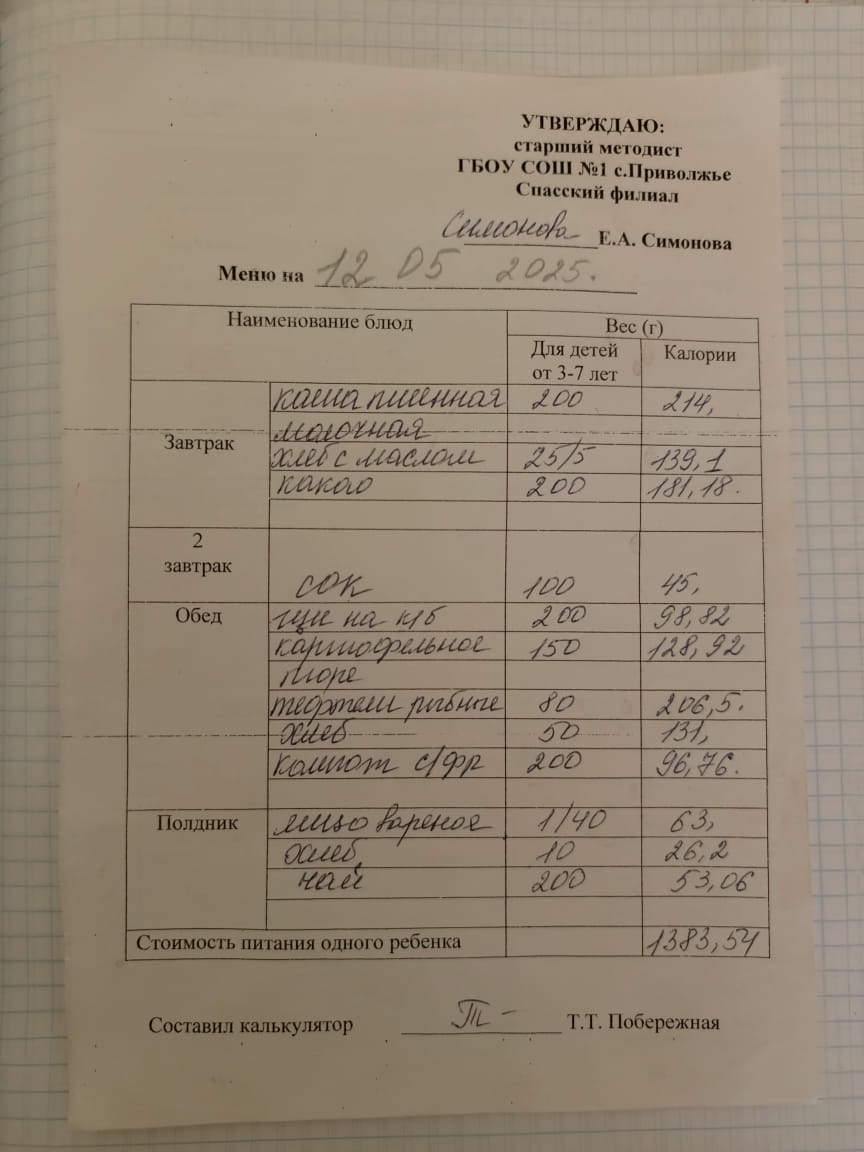 УТВЕРЖДАЮ:
старший методист
ГБОУ СОШ №1 с.Приволжье
Спасский филиал
Симонова Е.А. Симонова
Меню на 12 05 2025.
Наименование блюд Вес (г)
Для детей от 3-7 лет Калории
Завтрак
каша пшенная 200 214,
молочная
хлеб с маслом 25/5 139,1
какао 200 181,18.
2 завтрак
сок 100 45,
Обед щи на к/б 200 98,82
картофельное 150 128,92
пюре
тефтели рыбные 80 206,5.
хлеб 50 131,
компот с/фр 200 96,76.
Полдник яйцо вареное 1/40 63,
хлеб 10 26,2
чай 200 53,06
Стоимость питания одного ребенка 1383,54
Составил калькулятор Т.Т. Побережная